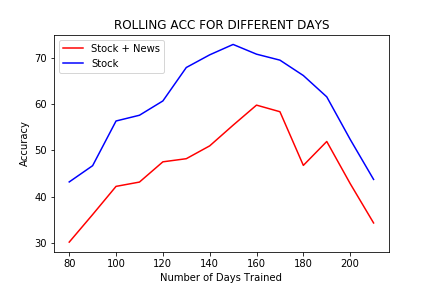 ROLLING ACC FOR DIFFERENT DAYS
Stock + News
Stock
Accuracy
70
60
50
40
30
80 100 120 140 160 180 200
Number of Days Trained